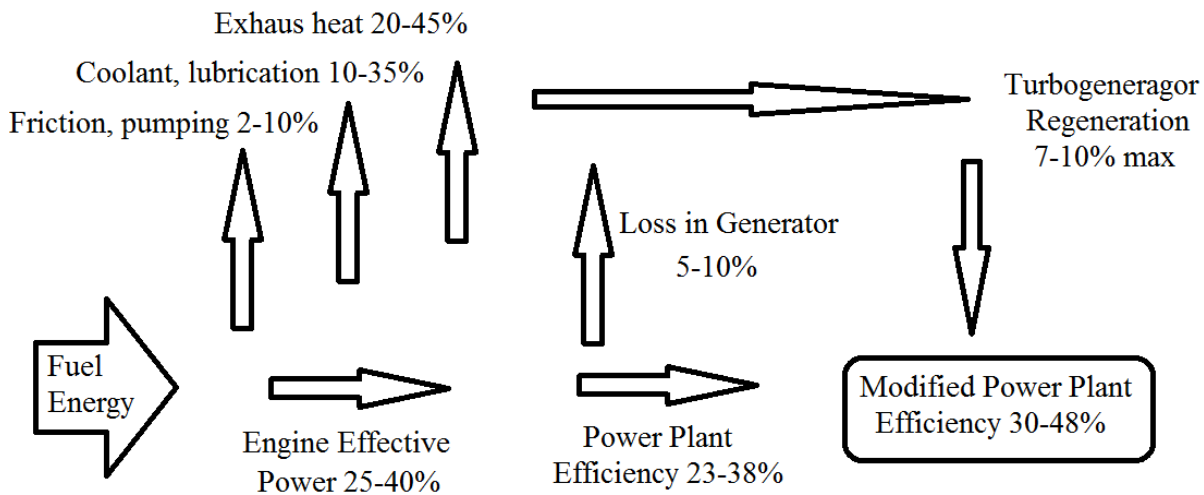 Exhaus heat 20-45%
Coolant, lubrication 10-35%
Friction, pumping 2-10%
Turbogeneragor
Regeneration
7-10% max
Loss in Generator
5-10%
Fuel
Energy
Engine Effective
Power 25-40%
Power Plant
Efficiency 23-38%
Modified Power Plant
Efficiency 30-48%